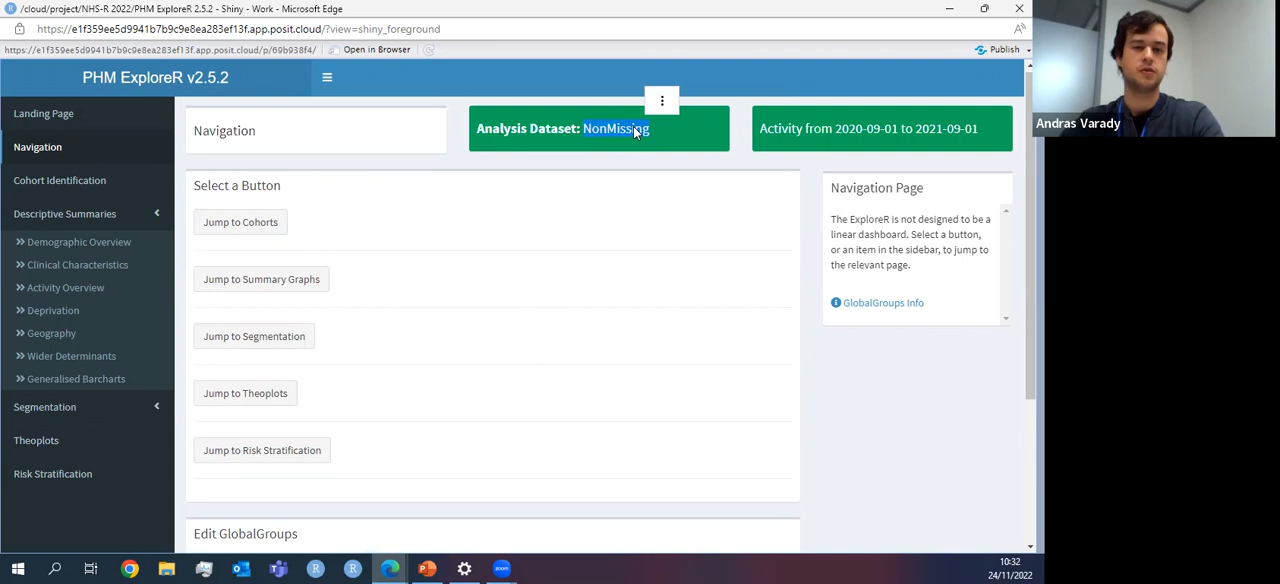 /cloud/project/NHS-R 2022/PHM ExploreR 2.5.2 - Shiny - Work - Microsoft Edge
https://e1f359ee5d9941b7b9c9e8ea283ef13f.app.posit.cloud/?view=shiny_foreground
https://e1f359ee5d9941b7b9c9e8ea283ef13f.app.posit.cloud/p/69b938f4/
Open in Browser
Publish
PHM ExploreR v2.5.2
Landing Page
Navigation
Cohort Identification
Descriptive Summaries
Demographic Overview
Clinical Characteristics
Activity Overview
Deprivation
Geography
Wider Determinants
Generalised Barcharts
Segmentation
Theoplots
Risk Stratification
Navigation
Analysis Dataset: NonMissing
Activity from 2020-09-01 to 2021-09-01
Select a Button
Jump to Cohorts
Jump to Summary Graphs
Jump to Segmentation
Jump to Theoplots
Jump to Risk Stratification
Edit GlobalGroups
Navigation Page
The ExploreR is not designed to be a
linear dashboard. Select a button,
or an item in the sidebar, to jump to
the relevant page.
GlobalGroups Info
Andras Varady
zoom
10:32
24/11/2022